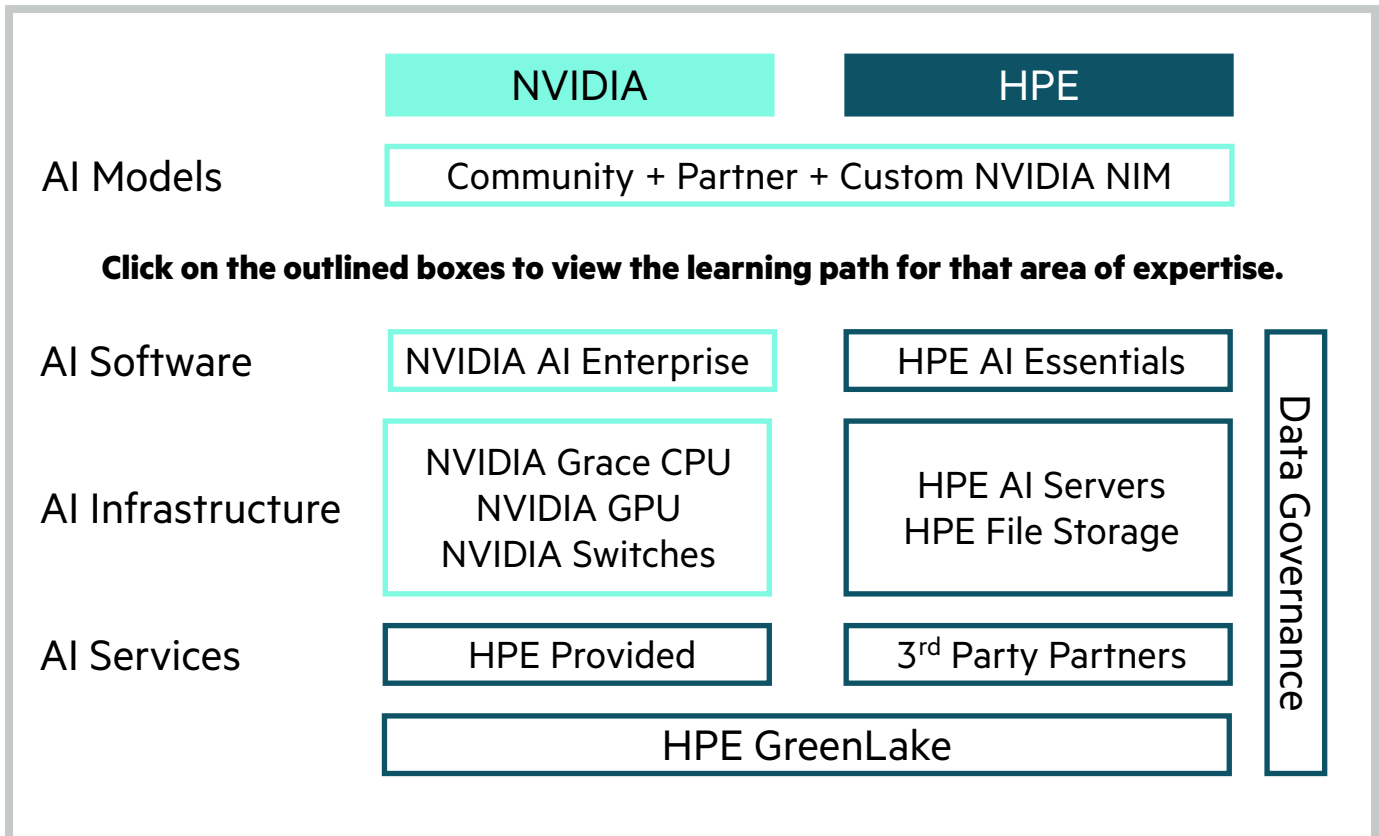 NVIDIA
HPE
AI Models
Community + Partner + Custom NVIDIA NIM
Click on the outlined boxes to view the learning path for that area of expertise.
AI Software
NVIDIA AI Enterprise
HPE AI Essentials
AI Infrastructure
NVIDIA Grace CPU
NVIDIA GPU
NVIDIA Switches
HPE AI Servers
HPE File Storage
AI Services
HPE Provided
3rd Party Partners
HPE GreenLake
Data Governance